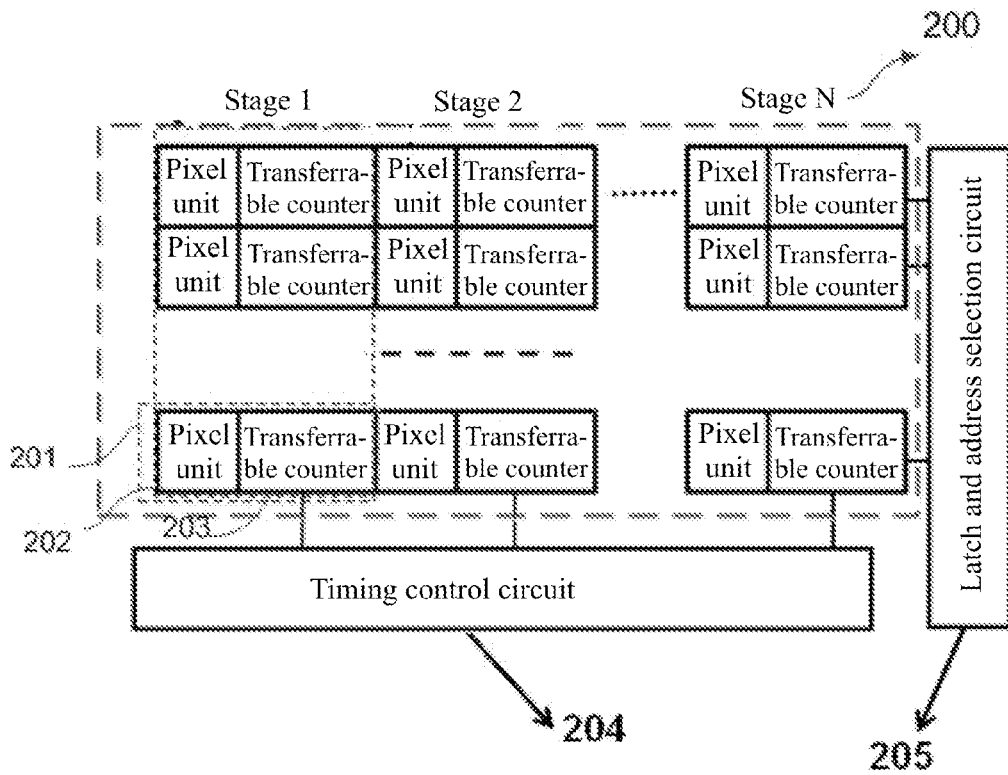 200
Stage 1 Stage 2 Stage N
Pixel Transferra- Pixel Transferra- Pixel Transferra-
unit ble counter unit ble counter unit ble counter
Pixel Transferra- Pixel Transferra- Pixel Transferra-
unit ble counter unit ble counter unit ble counter
Latch and address selection circuit
Pixel Transferra- Pixel Transferra- Pixel Transferra-
unit ble counter unit ble counter unit ble counter
201
202
203
Timing control circuit
204
205